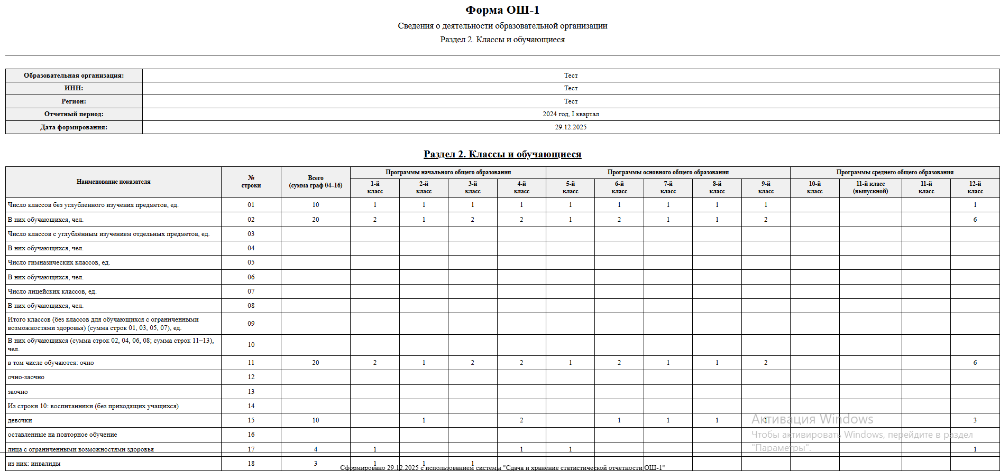 Форма ОШ-1
Сведения о деятельности образовательной организации
Раздел 2. Классы и обучающиеся
Образовательная организация: Тест
ИНН: Тест
Регион: Тест
Отчетный период: 2024 год, I квартал
Дата формирования: 29.12.2025
Раздел 2. Классы и обучающиеся
Наименование показателя № строки Всего (сумма граф 04–16) Программы начального общего образования Программы основного общего образования Программы среднего общего образования
1-й класс 2-й класс 3-й класс 4-й класс 5-й класс 6-й класс 7-й класс 8-й класс 9-й класс 10-й класс 11-й класс (выпускной) 11-й класс 12-й класс
Число классов без углубленного изучения предметов, ед. 01 10 1 1 1 1 1 1 1 1 1 1
В них обучающихся, чел. 02 20 2 1 2 2 1 2 1 1 2 6
Число классов с углублённым изучением отдельных предметов, ед. 03
В них обучающихся, чел. 04
Число гимназических классов, ед. 05
В них обучающихся, чел. 06
Число лицейских классов, ед. 07
В них обучающихся, чел. 08
Итого классов (без классов для обучающихся с ограниченными
возможностями здоровья) (сумма строк 01, 03, 05, 07), ед. 09
В них обучающихся (сумма строк 02, 04, 06, 08; сумма строк 11–13),
чел. 10
в том числе обучаются: очно 11 20 2 1 2 2 1 2 1 1 2 6
очно-заочно 12
заочно 13
Из строки 10: воспитанники (без приходящих учащихся) 14
девочки 15 10 1 2 1 1 1 1 3
оставленные на повторное обучение 16
лица с ограниченными возможностями здоровья 17 4 1 1 1 1
из них: инвалиды 18 3 1 1 1
Сформировано 29.12.2025 с использованием системы "Сдача и хранение статистической отчетности ОШ-1"
Активация Windows
Чтобы активировать Windows, перейдите в раздел
"Параметры".